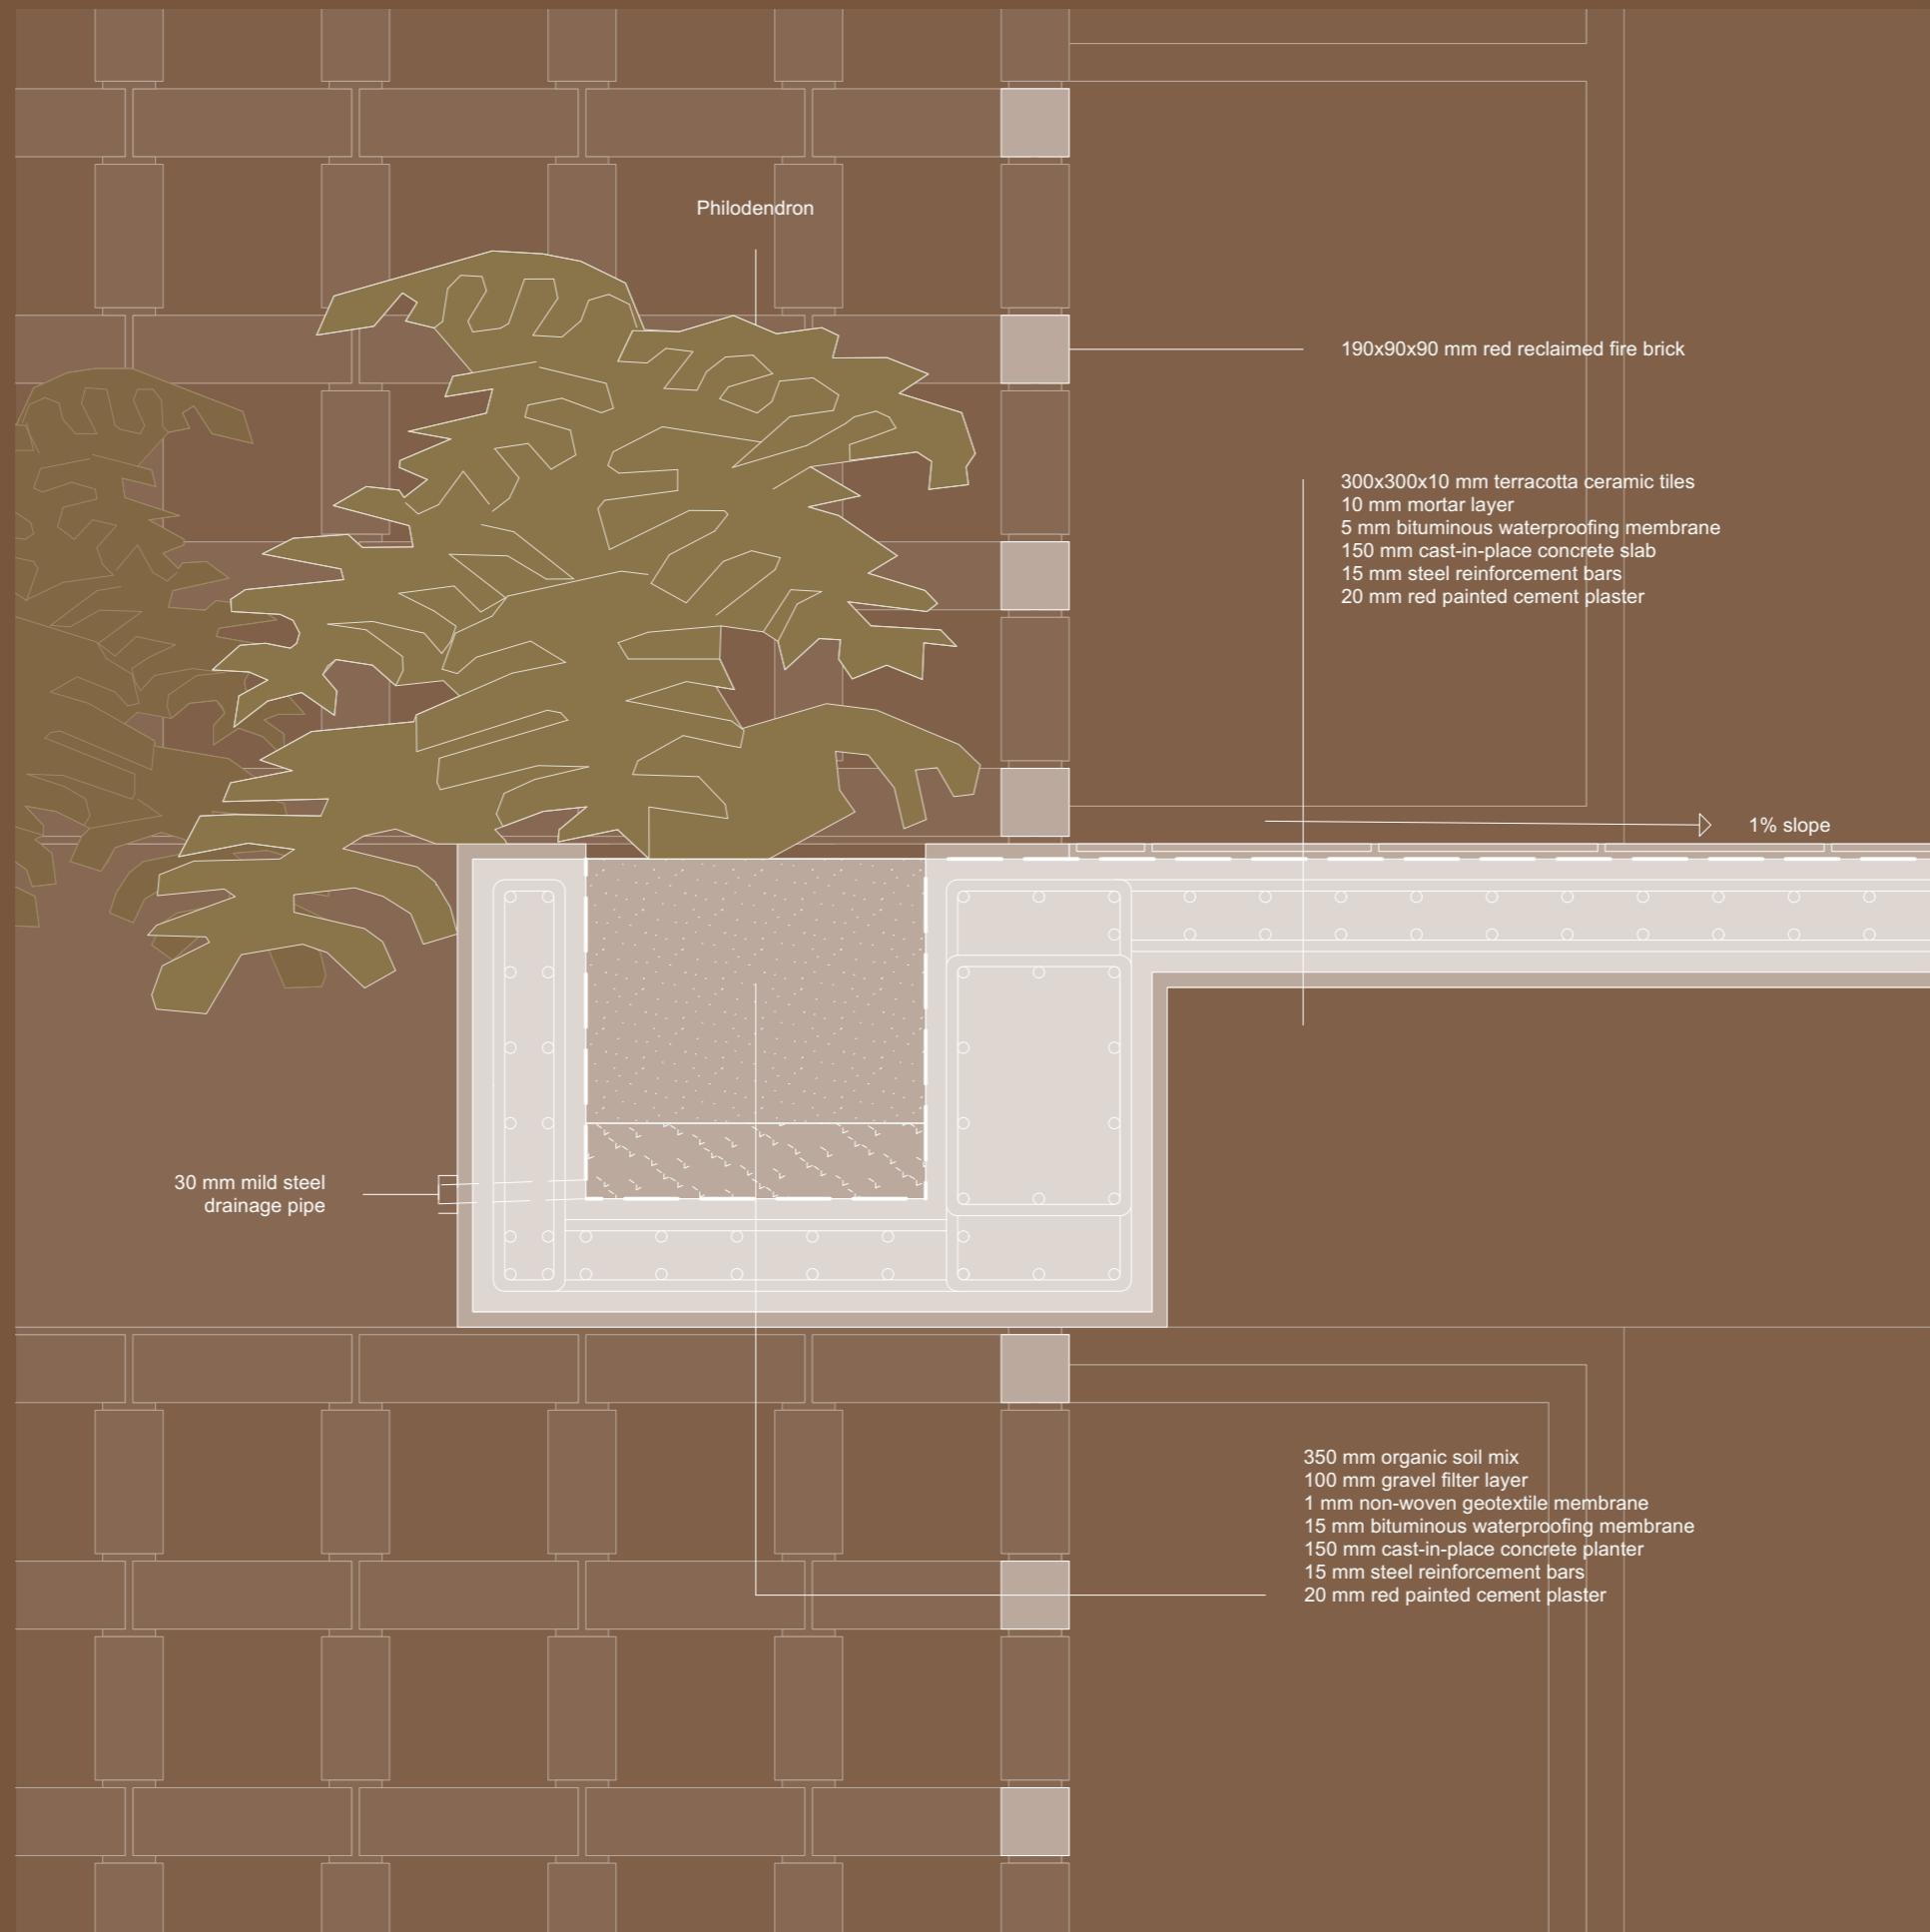 Philodendron
190x90x90 mm red reclaimed fire brick
300x300x10 mm terracotta ceramic tiles
10 mm mortar layer
5 mm bituminous waterproofing membrane
150 mm cast-in-place concrete slab
15 mm steel reinforcement bars
20 mm red painted cement plaster
1% slope
30 mm mild steel
drainage pipe
350 mm organic soil mix
100 mm gravel filter layer
1 mm non-woven geotextile membrane
15 mm bituminous waterproofing membrane
150 mm cast-in-place concrete planter
15 mm steel reinforcement bars
20 mm red painted cement plaster